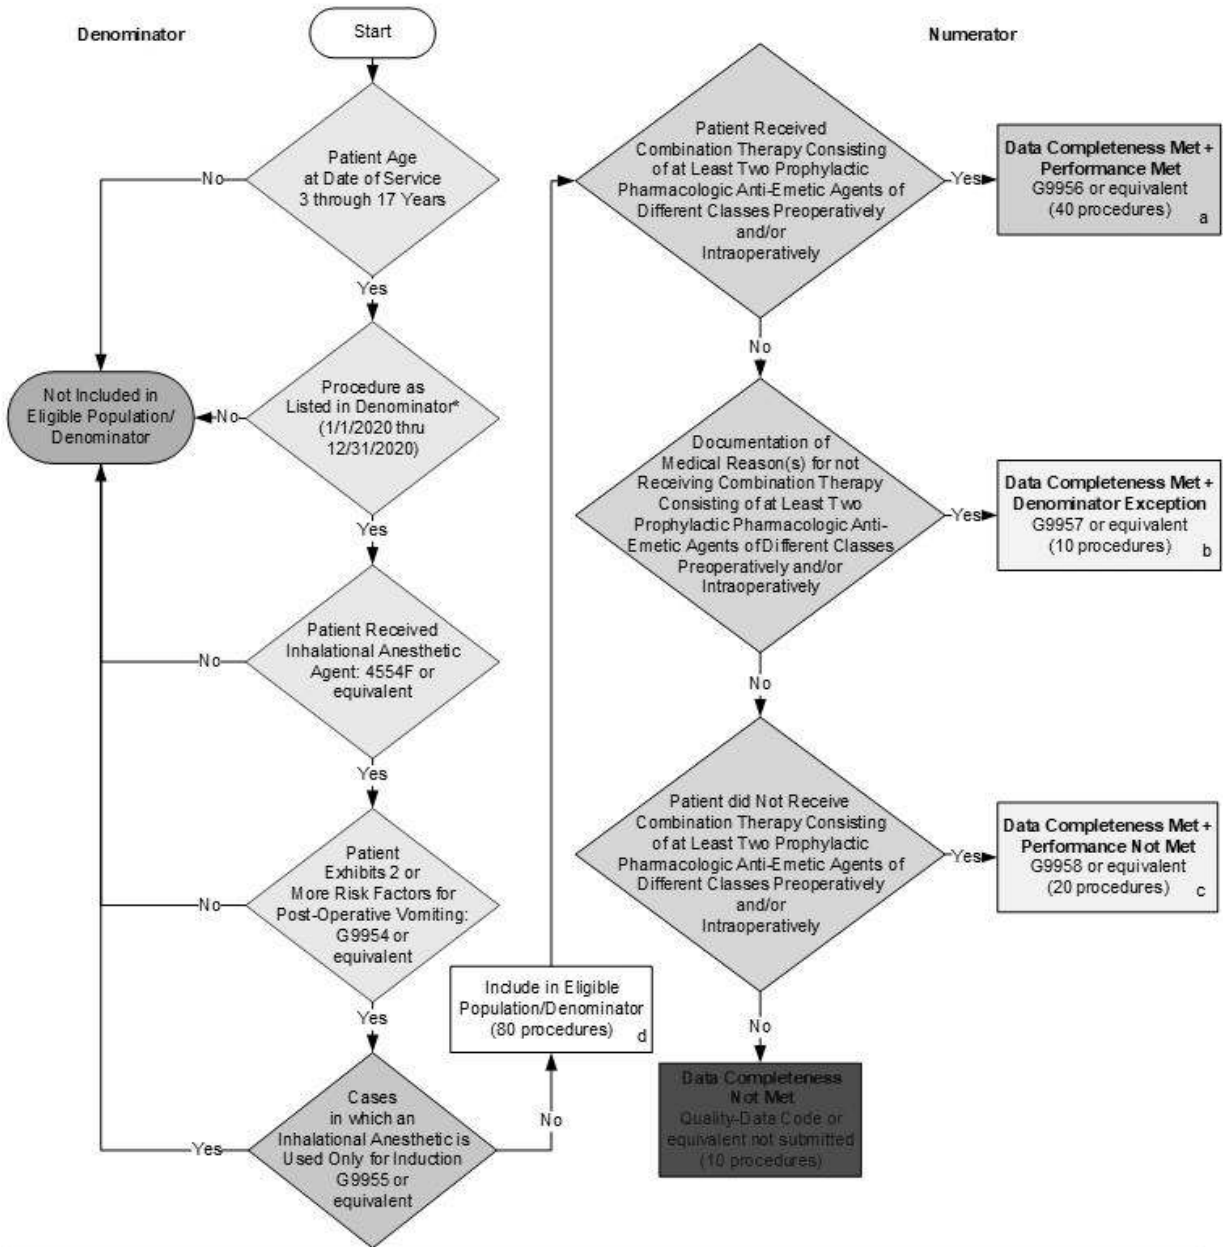 Denominator
Start
Numerator
Patient Age
at Date of Service
3 through 17 Years
No
Yes
Procedure as
Listed in Denominator*
(1/1/2020 thru
12/31/2020)
No
Not Included in
Eligible Population/
Denominator
Yes
Patient Received
Inhalational Anesthetic
Agent: 4554F or
equivalent
No
Yes
Patient
Exhibits 2 or
More Risk Factors for
Post-Operative Vomiting:
G9954 or
equivalent
No
Yes
Cases
in which an
Inhalational Anesthetic is
Used Only for Induction
G9955 or
equivalent
Yes
No
Include in Eligible
Population/Denominator
(80 procedures)
d
Patient Received
Combination Therapy Consisting
of at Least Two Prophylactic
Pharmacologic Anti-Emetic Agents of
Different Classes Preoperatively
and/or
Intraoperatively
Yes
Data Completeness Met +
Performance Met
G9956 or equivalent
(40 procedures)
a
No
Documentation of
Medical Reason(s) for not
Receiving Combination Therapy
Consisting of at Least Two
Prophylactic Pharmacologic Anti-
Emetic Agents of Different Classes
Preoperatively and/or
Intraoperatively
Yes
Data Completeness Met +
Denominator Exception
G9957 or equivalent
(10 procedures)
b
No
Patient did Not Receive
Combination Therapy Consisting
of at Least Two Prophylactic
Pharmacologic Anti-Emetic Agents of
Different Classes Preoperatively
and/or
Intraoperatively
Yes
Data Completeness Met +
Performance Not Met
G9958 or equivalent
(20 procedures)
c
No
Data Completeness
Not Met
Quality-Data Code or
equivalent not submitted
(10 procedures)